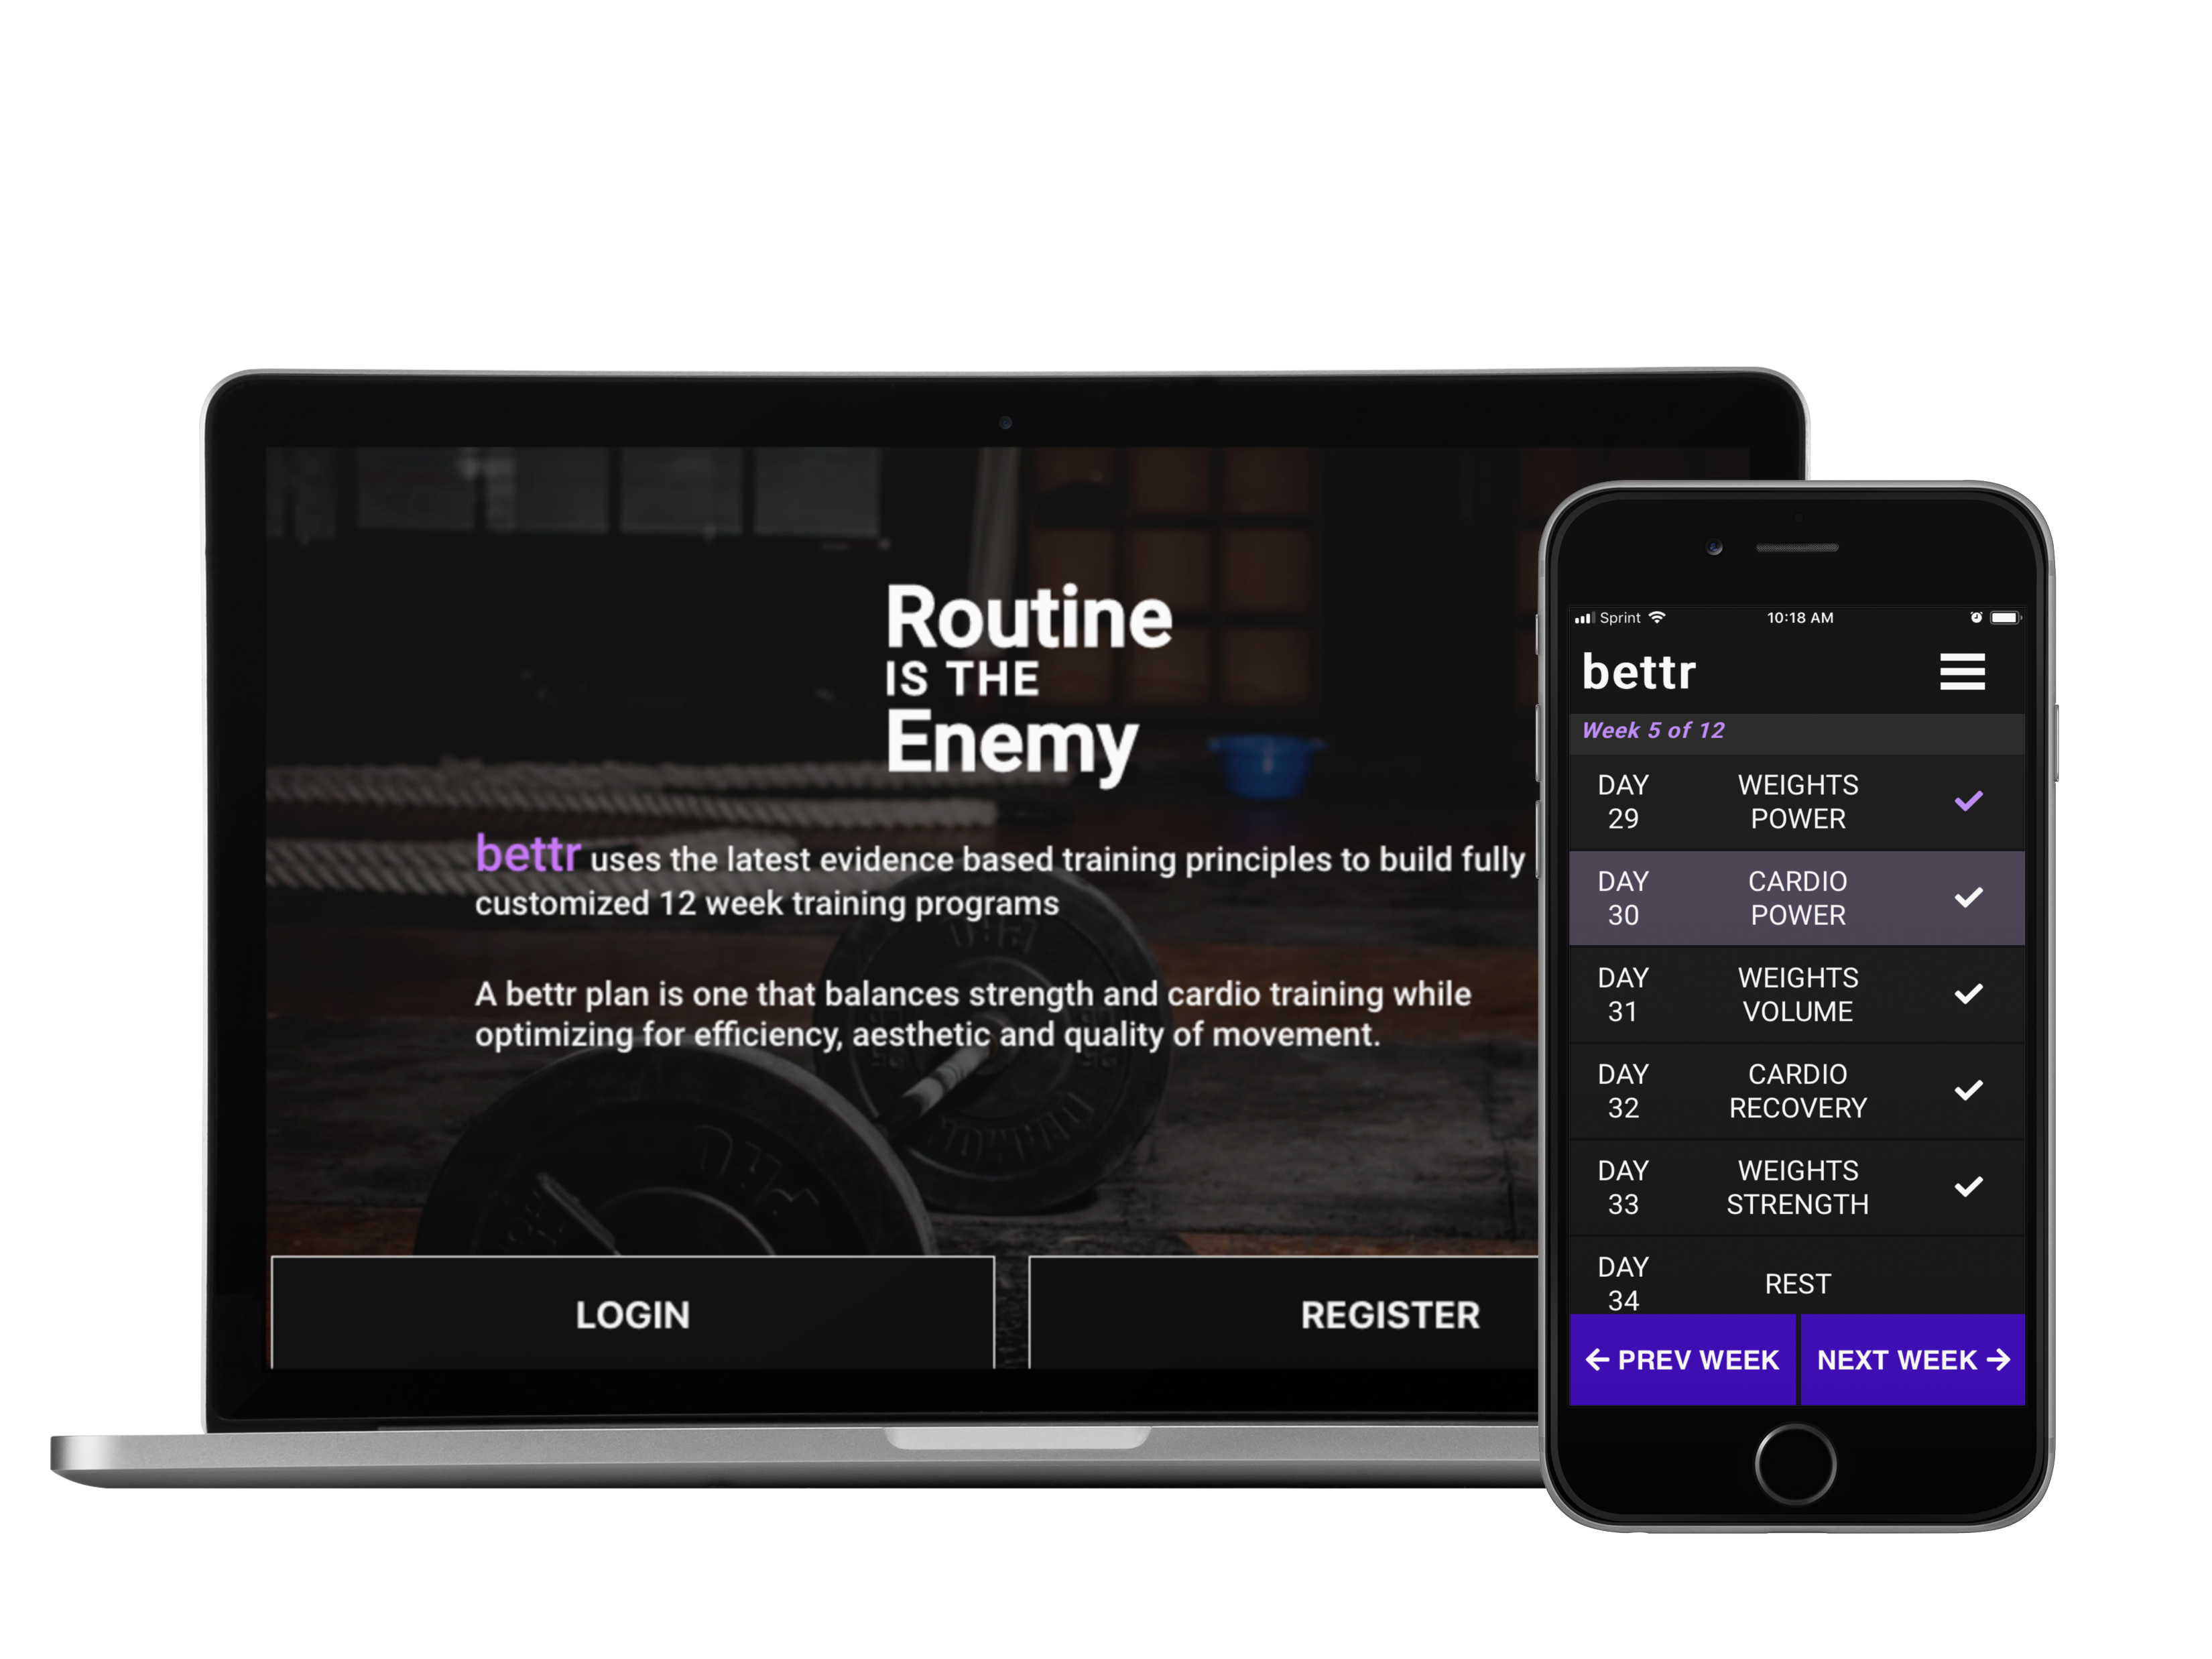 Routine
IS THE
Enemy
bettr uses the latest evidence based training principles to build fully
customized 12 week training programs
A bettr plan is one that balances strength and cardio training while
optimizing for efficiency, aesthetic and quality of movement.
LOGIN
REGISTER
Sprint 10:18 AM
bettr
Week 5 of 12
DAY
29
WEIGHTS
POWER
DAY
30
CARDIO
POWER
DAY
31
WEIGHTS
VOLUME
DAY
32
CARDIO
RECOVERY
DAY
33
WEIGHTS
STRENGTH
DAY
34
REST
← PREV WEEK
NEXT WEEK →